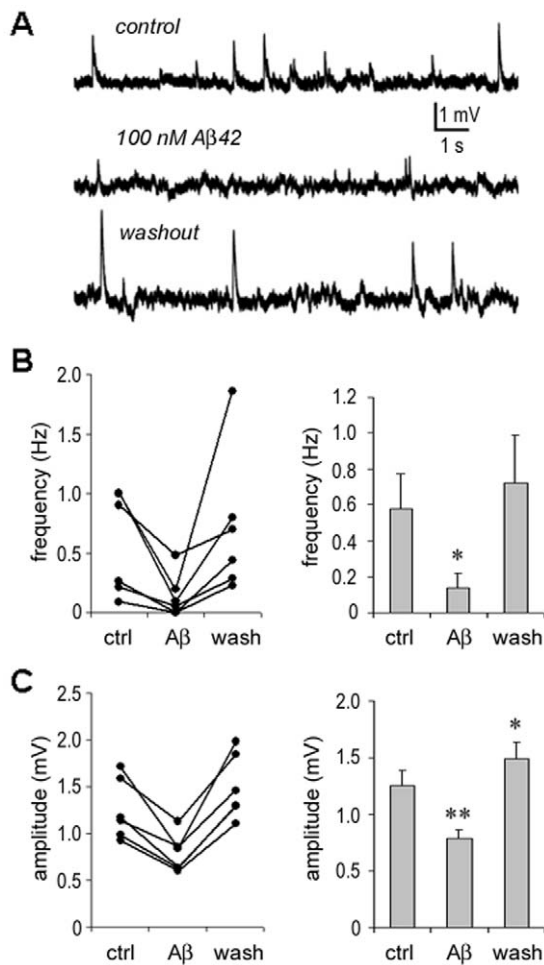 A
control
1 mV
1 s
100 nM Aβ42
washout
B
2.0
1.5
1.0
0.5
0
frequency (Hz)
ctrl Aβ wash
1.2
1.0
0.8
0.6
0.4
0.2
0
frequency (Hz)
*
ctrl Aβ wash
C
2.5
2.0
1.5
1.0
0.5
0
amplitude (mV)
ctrl Aβ wash
2.0
1.5
1.0
0.5
0
amplitude (mV)
**
*
ctrl Aβ wash